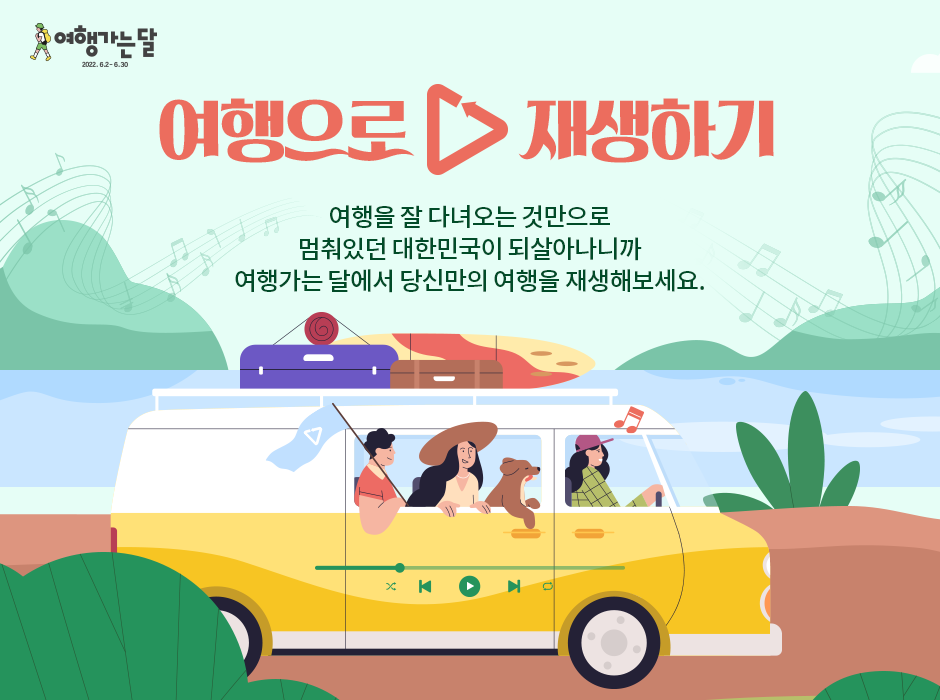 여행가는 달
2022. 6.2 - 6.30
여행으로 재생하기
여행을 잘 다녀오는 것만으로
멈춰있던 대한민국이 되살아나니까
여행가는 달에서 당신만의 여행을 재생해보세요.